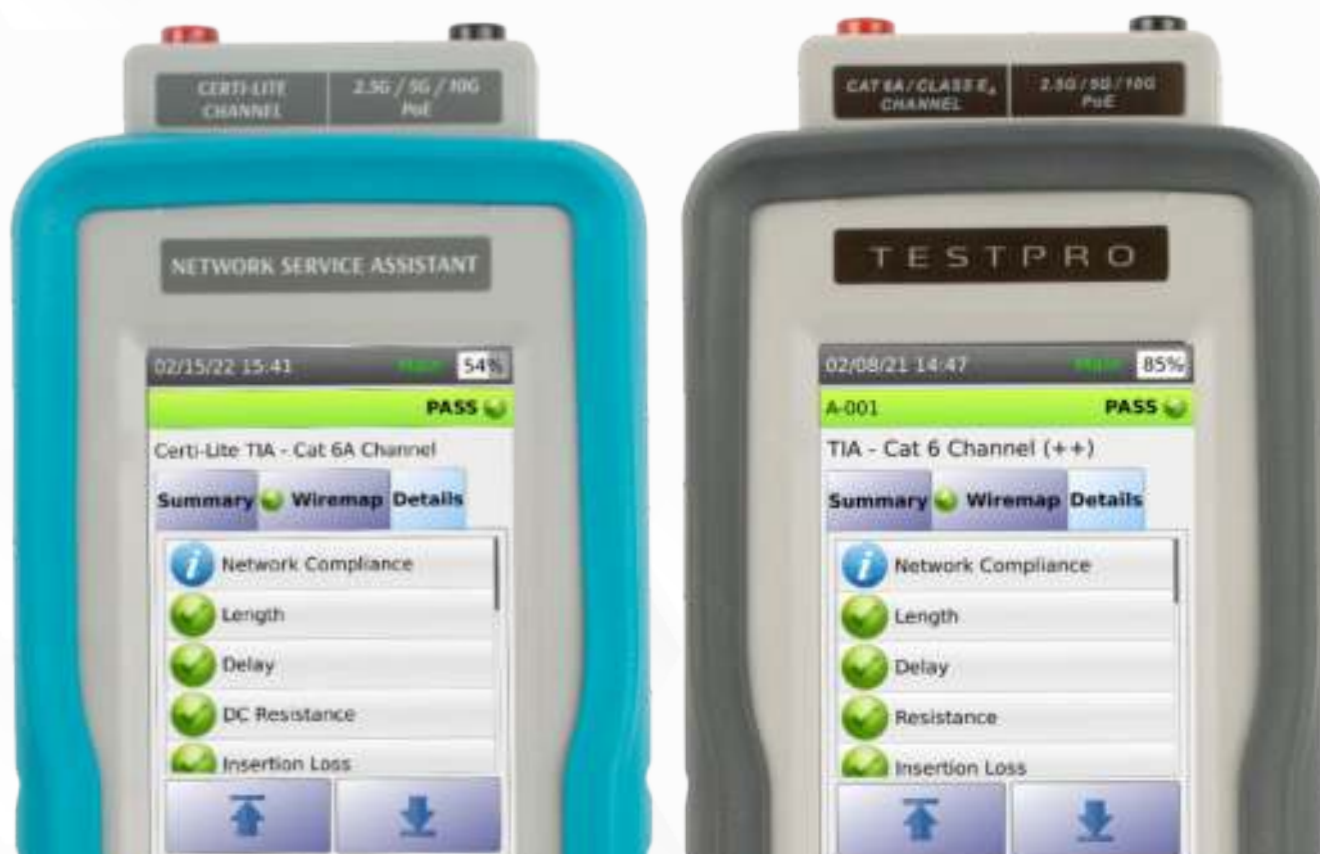 CERTI-LITE
CHANNEL
2.5G / 5G / 10G
PoE
NETWORK SERVICE ASSISTANT
02/15/22 15:41
54%
PASS
Certi-Lite TIA - Cat 6A Channel
Summary Wiremap Details
Network Compliance
Length
Delay
DC Resistance
Insertion Loss
CAT 6A / CLASS EA
CHANNEL
2.5G / 5G / 10G
PoE
TESTPRO
02/08/21 14:47
85%
A-001 PASS
TIA - Cat 6 Channel (++)
Summary Wiremap Details
Network Compliance
Length
Delay
Resistance
Insertion Loss